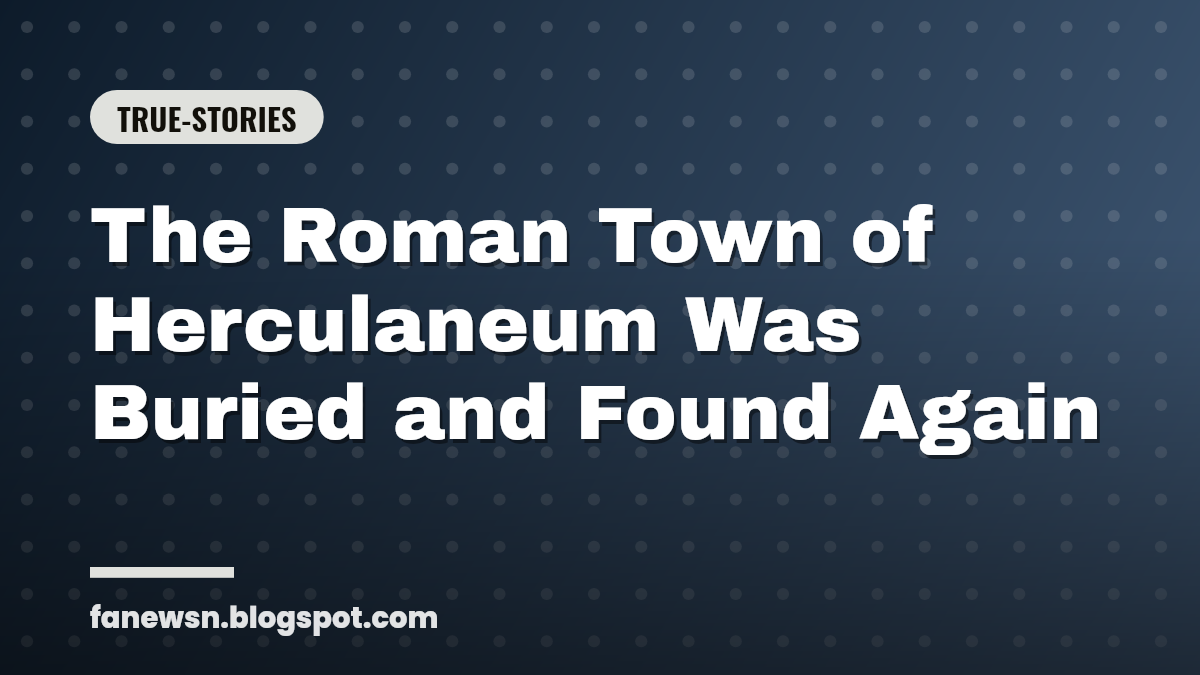 TRUE-STORIES
The Roman Town of
Herculaneum Was
Buried and Found Again
fanewsn.blogspot.com